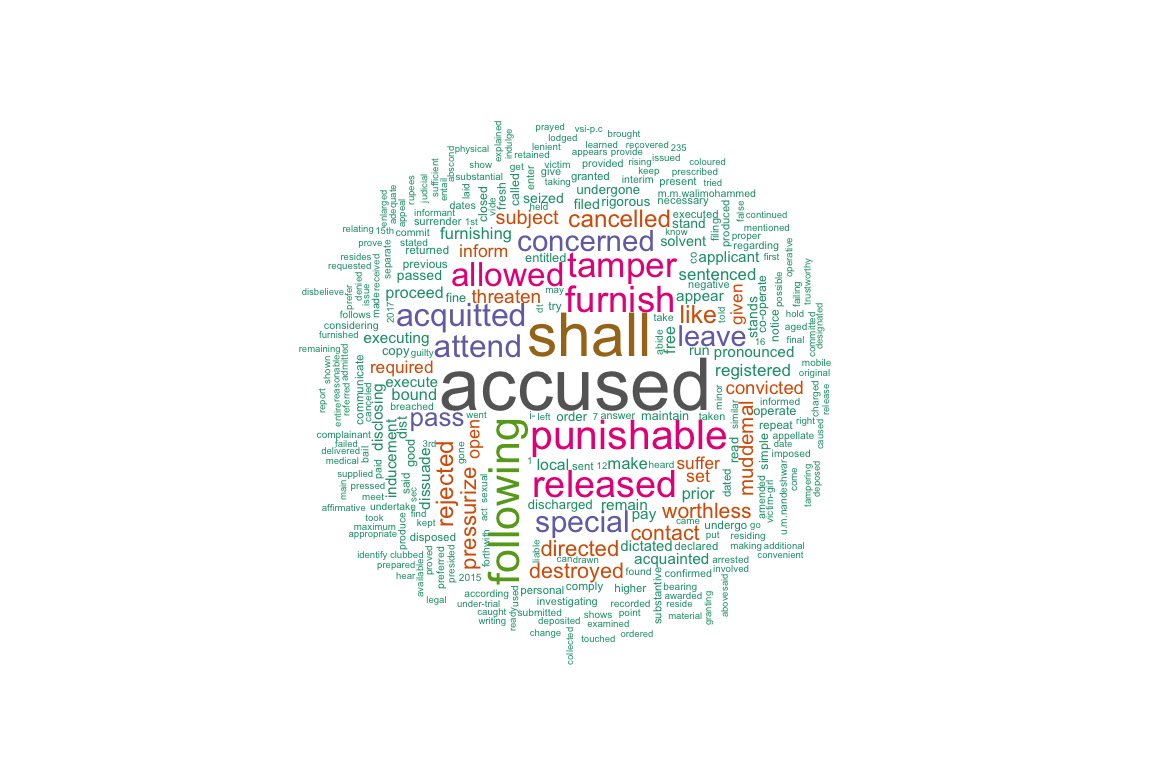 prayed vsi-p.c
lodged brought
explained indulge
lenient learned recovered 235
physical retained appears provide issued
abscond show victim rising coloured
sufficient substantial get give provided keep prescribed
judicial entail laid called enter taking granted interim present tried
rupees dates closed fresh undergone m.m.walimohammed
enlarged adequate appeal vide seized filed rigorous necessary
informant held subject cancelled executed false continued
relating 15th surrender 1st furnishing stand filing produced mentioned
commit concerned know solvent proper
prove stated inform regarding
resides separate returned entitled co applicant first operative
requested previous allowed tamper
denied received passed sentenced possible trustworthy
disbelieve prefer issue made proceed fine threaten may furnish negative appear given failing
2017 dt try like told stands co-operate notice hold
follows acquitted shall take leave aged committed designated
considering
furnished executing attend abide free 16 final
remaining copy guilty run pronounced
shown reasonable admitted required registered mobile
report entire referred communicate execute accused minor convicted original
canceled bound charged release
breached pass went i- left order 7 answer maintain taken similar informed operate right caused
complainant disclosing dist open following punishable muddemal repeat appellate
failed 3rd read simple date
delivered bail inducement good gone 1 local sent 12 make heard suffer imposed
medical paid said dissuade rejected
supplied pressurize sexual released set dated amended victim-girl u.m.nandeshwar come tampering deposed
pressed sec prior
main meet undertake discharged remain worthless
affirmative find act special pay came
took kept contact undergo go
maximum produce put residing
appropriate disposed forthwith liable directed dictated declared making additional
identify clubbed can drawn acquainted arrested convenient
prepared proved preferred presided destroyed found confirmed involved
hear available 2015
according personal comply higher bearing
legal under-trial used investigating recorded substantive awarded granting abovesaid
caught ready submitted shows point reside
writing deposited examined material
change touched ordered
collected